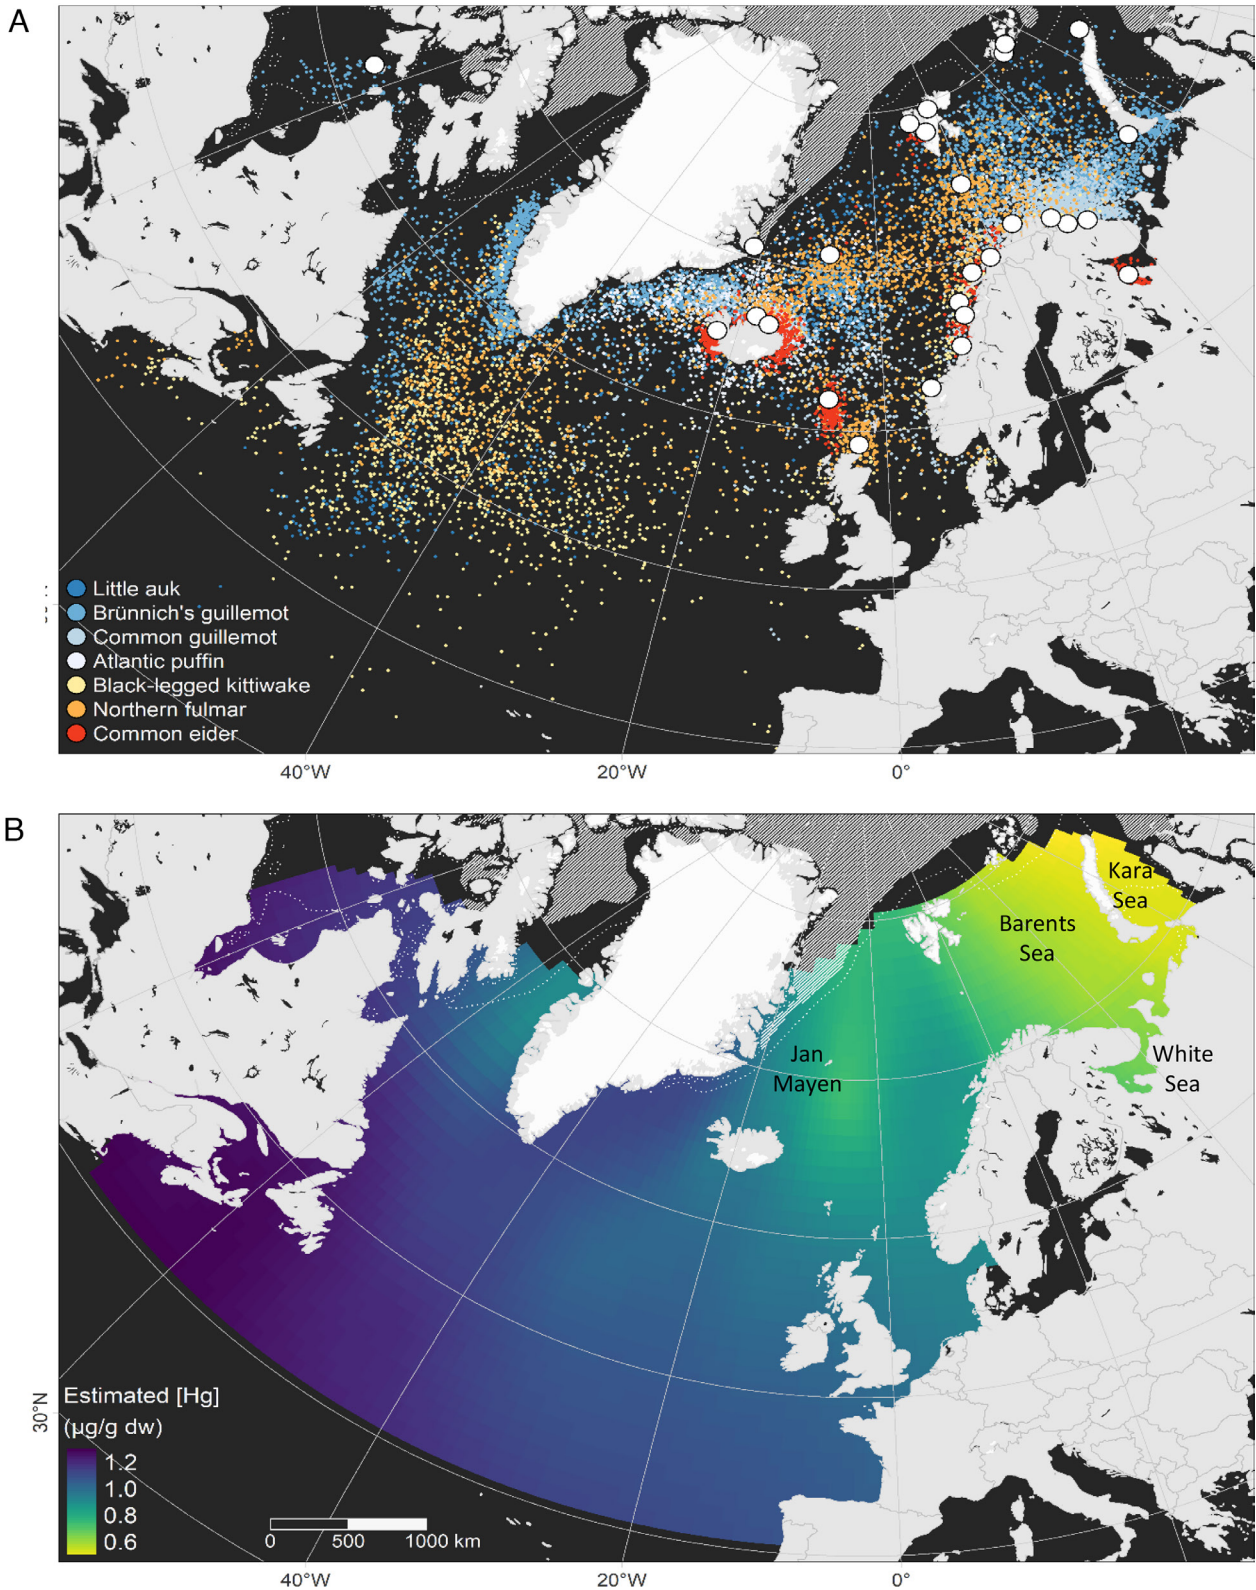 A
Little auk
Brünnich's guillemot
Common guillemot
Atlantic puffin
Black-legged kittiwake
Northern fulmar
Common eider
40°W
20°W
0°
B
Kara
Sea
Barents
Sea
Jan
Mayen
White
Sea
30°N
Estimated [Hg]
(µg/g dw)
1.2
1.0
0.8
0.6
0
500
1000 km
40°W
20°W
0°